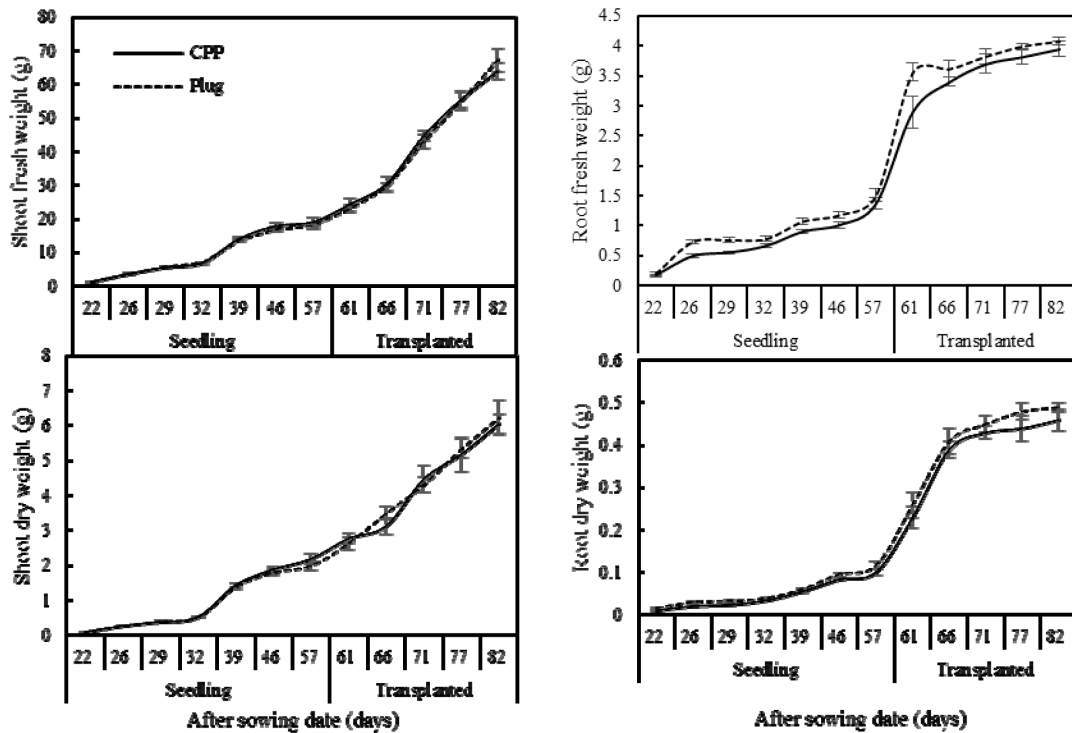 Shoot fresh weight (g)
80
70
60
50
40
30
20
10
0
CPP
Plug
22 26 29 32 39 46 57 61 66 71 77 82
Seedling Transplanted
Root fresh weight (g)
4.5
4
3.5
3
2.5
2
1.5
1
0.5
0
22 26 29 32 39 46 57 61 66 71 77 82
Seedling Transplanted
Shoot dry weight (g)
8
7
6
5
4
3
2
1
0
22 26 29 32 39 46 57 61 66 71 77 82
Seedling Transplanted
After sowing date (days)
Root dry weight (g)
0.6
0.5
0.4
0.3
0.2
0.1
0
22 26 29 32 39 46 57 61 66 71 77 82
Seedling Transplanted
After sowing date (days)